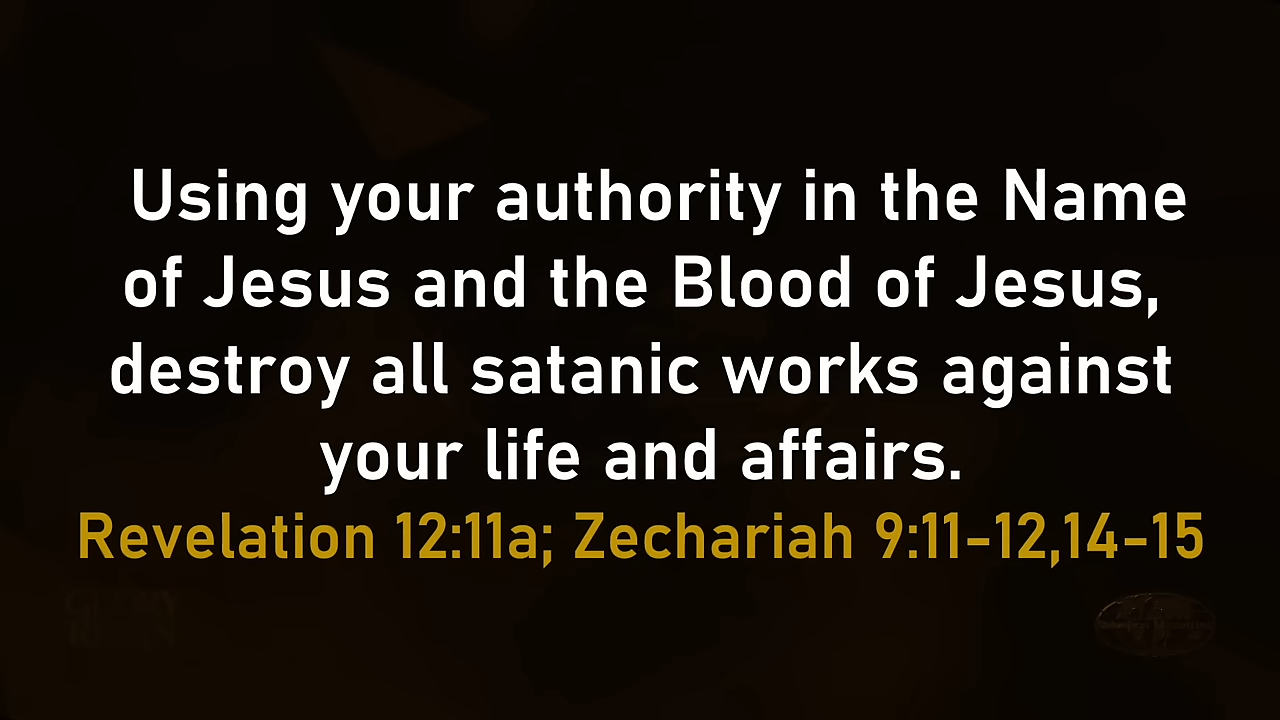 Using your authority in the Name
of Jesus and the Blood of Jesus,
destroy all satanic works against
your life and affairs.
Revelation 12:11a; Zechariah 9:11-12,14-15